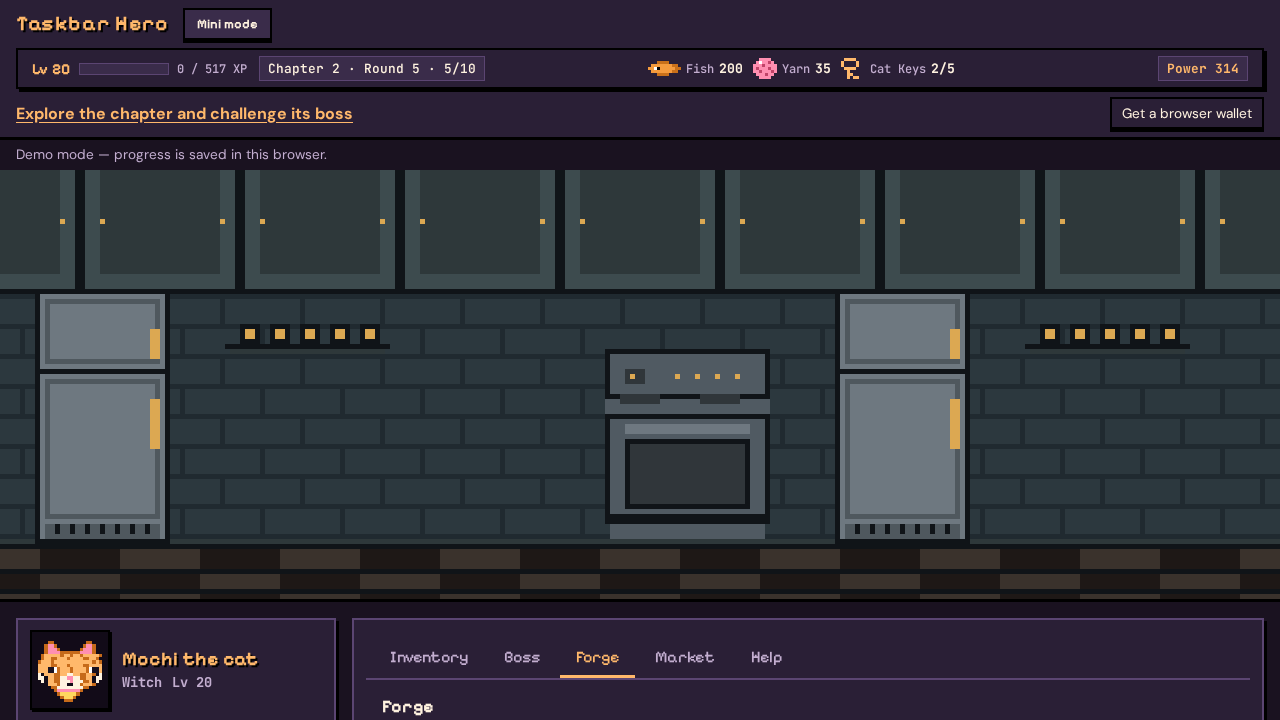 Taskbar Hero
Mini mode
Lv 20 0 / 517 XP Chapter 2 · Round 5 · 5/10 Fish 200 Yarn 35 Cat Keys 2/5 Power 314
Explore the chapter and challenge its boss
Get a browser wallet
Demo mode — progress is saved in this browser.
Mochi the cat
Witch Lv 20
Inventory Boss Forge Market Help
Forge